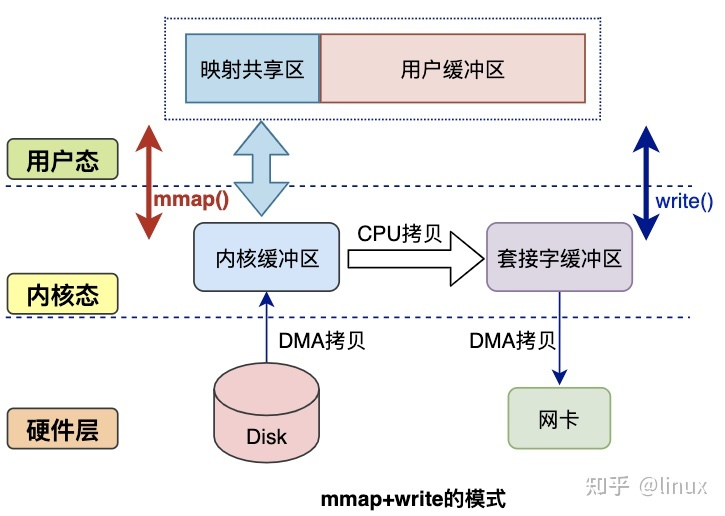 映射共享区
用户缓冲区
用户态
mmap()
write()
内核缓冲区
CPU拷贝
套接字缓冲区
内核态
DMA拷贝
DMA拷贝
硬件层
Disk
网卡
知乎 @linux
mmap+write的模式